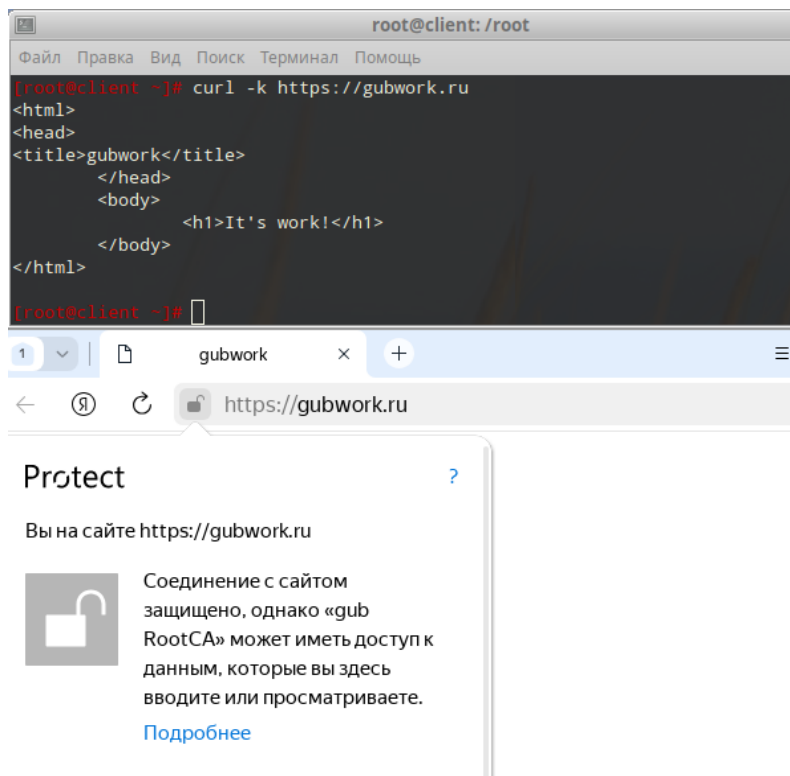 root@client: /root
Файл Правка Вид Поиск Терминал Помощь
[root@client ~]# curl -k https://gubwork.ru
<html>
<head>
<title>gubwork</title>
</head>
<body>
<h1>It's work!</h1>
</body>
</html>
[root@client ~]#
1 gubwork
Я https://gubwork.ru
Protect ?
Вы на сайте https://gubwork.ru
Соединение с сайтом
защищено, однако «gub
RootCA» может иметь доступ к
данным, которые вы здесь
вводите или просматриваете.
Подробнее